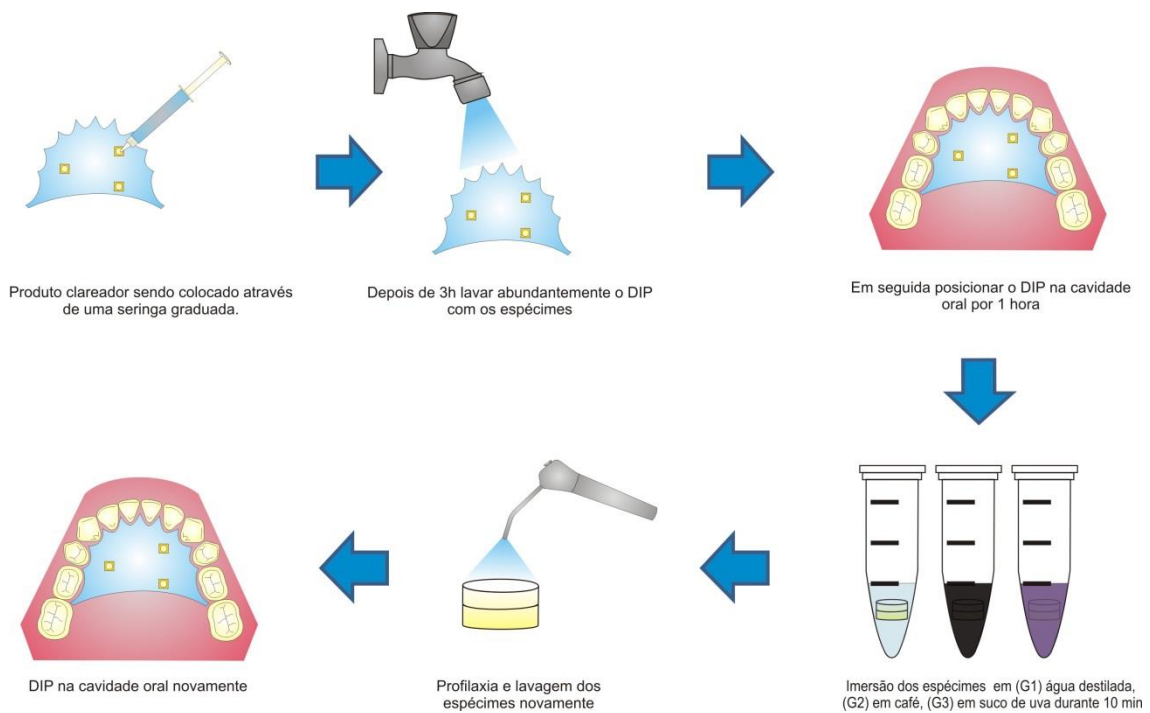 Produto clareador sendo colocado através
de uma seringa graduada.
Depois de 3h lavar abundantemente o DIP
com os espécimes
Em seguida posicionar o DIP na cavidade
oral por 1 hora
Imersão dos espécimes em (G1) água destilada,
(G2) em café, (G3) em suco de uva durante 10 min
Profilaxia e lavagem dos
espécimes novamente
DIP na cavidade oral novamente